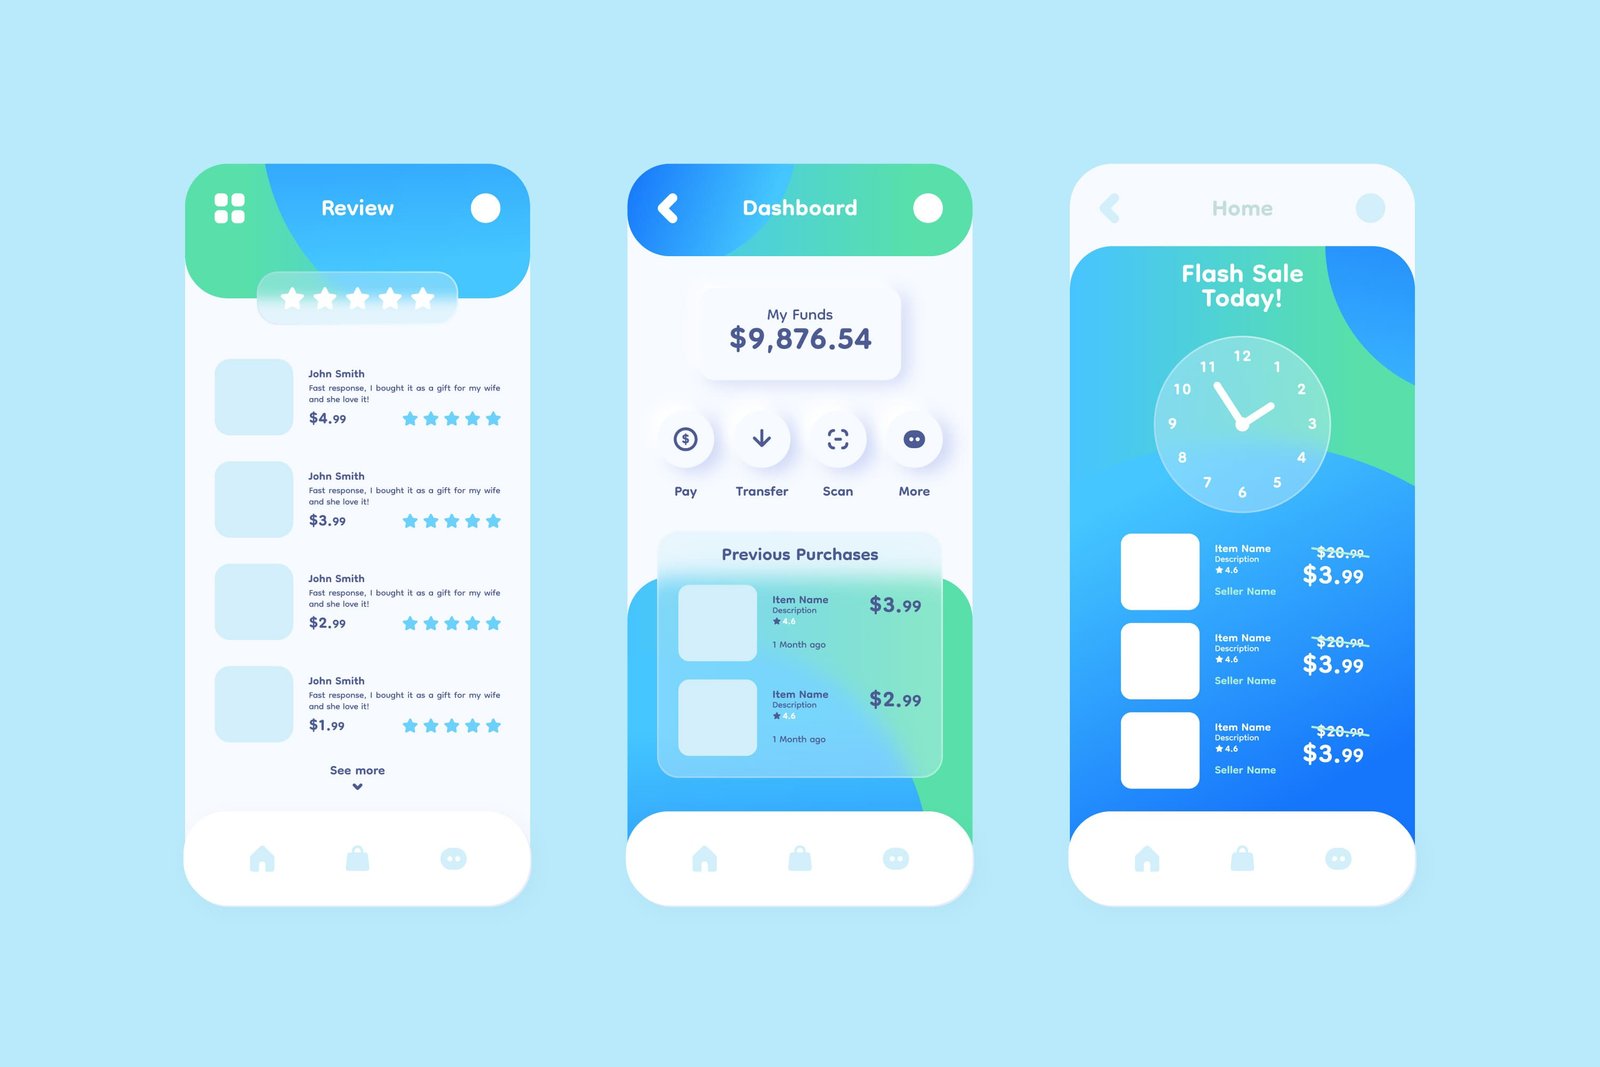 Review
John Smith
Fast response, I bought it as a gift for my wife
and she love it!
$4.99
John Smith
Fast response, I bought it as a gift for my wife
and she love it!
$3.99
John Smith
Fast response, I bought it as a gift for my wife
and she love it!
$2.99
John Smith
Fast response, I bought it as a gift for my wife
and she love it!
$1.99
See more
Dashboard
My Funds
$9,876.54
$
Pay
Transfer
Scan
More
Previous Purchases
Item Name
Description
4.6
1 Month ago
$3.99
Item Name
Description
4.6
1 Month ago
$2.99
Home
Flash Sale
Today!
12
1
2
3
4
5
6
7
8
9
10
11
Item Name
Description
4.6
Seller Name
$20.99
$3.99
Item Name
Description
4.6
Seller Name
$20.99
$3.99
Item Name
Description
4.6
Seller Name
$20.99
$3.99